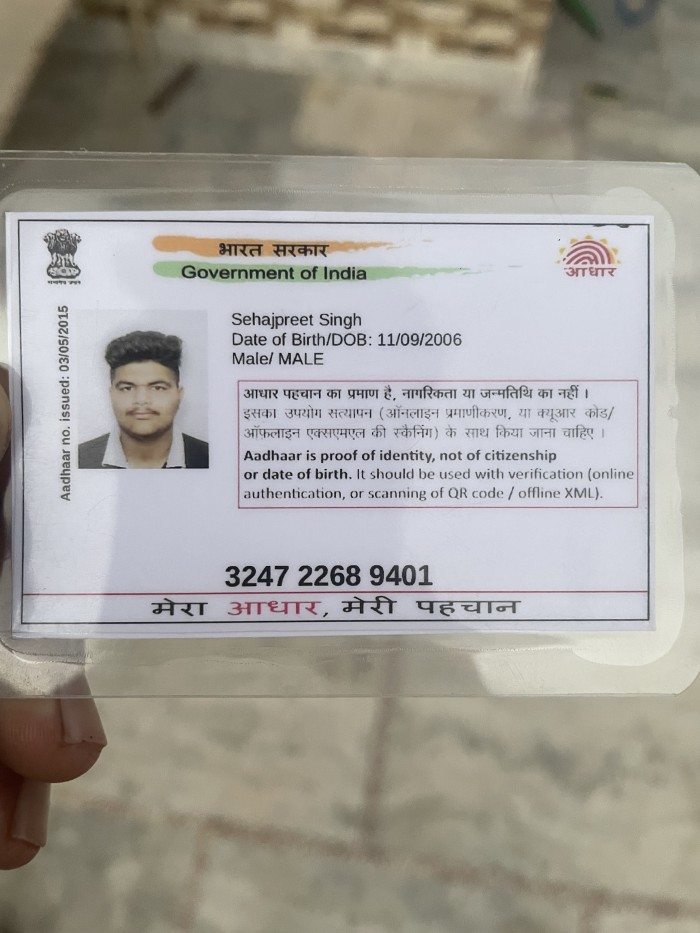 भारत सरकार
Government of India
आधार
Aadhaar no. issued: 03/05/2015
Sehajpreet Singh
Date of Birth/DOB: 11/09/2006
Male/ MALE
आधार पहचान का प्रमाण है, नागरिकता या जन्मतिथि का नहीं ।
इसका उपयोग सत्यापन (ऑनलाइन प्रमाणीकरण, या क्यूआर कोड/
ऑफ़लाइन एक्सएमएल की स्कैनिंग) के साथ किया जाना चाहिए ।
Aadhaar is proof of identity, not of citizenship
or date of birth. It should be used with verification (online
authentication, or scanning of QR code / offline XML).
3247 2268 9401
मेरा आधार, मेरी पहचान